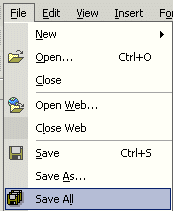 File Edit View Insert Fo
New
Open... Ctrl+O
Close
Open Web...
Close Web
Save Ctrl+S
Save As...
Save All